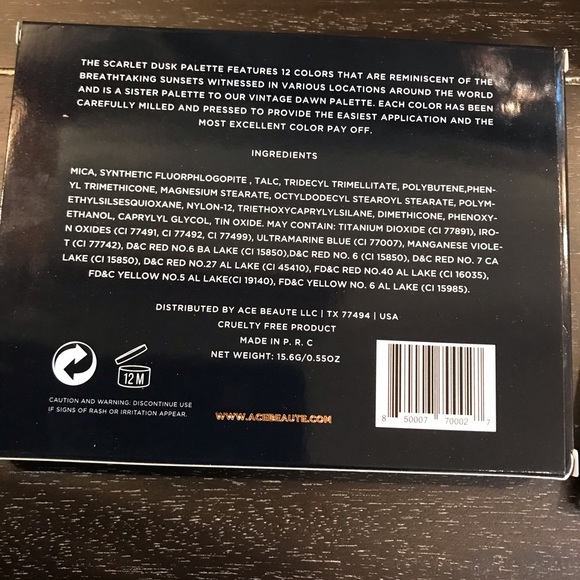 THE SCARLET DUSK PALETTE FEATURES 12 COLORS THAT ARE REMINISCENT OF THE
BREATHTAKING SUNSETS WITNESSED IN VARIOUS LOCATIONS AROUND THE WORLD
AND IS A SISTER PALETTE TO OUR VINTAGE DAWN PALETTE. EACH COLOR HAS BEEN
CAREFULLY MILLED AND PRESSED TO PROVIDE THE EASIEST APPLICATION AND THE
MOST EXCELLENT COLOR PAY OFF.
INGREDIENTS
MICA, SYNTHETIC FLUORPHLOGOPITE , TALC, TRIDECYL TRIMELLITATE, POLYBUTENE,PHEN-
YL TRIMETHICONE, MAGNESIUM STEARATE, OCTYLDODECYL STEAROYL STEARATE, POLYM-
ETHYLSILSESQUIOXANE, NYLON-12, TRIETHOXYCAPRYLYLSILANE, DIMETHICONE, PHENOXY-
ETHANOL, CAPRYLYL GLYCOL, TIN OXIDE. MAY CONTAIN: TITANIUM DIOXIDE (CI 77891), IRO-
N OXIDES (CI 77491, CI 77492, CI 77499), ULTRAMARINE BLUE (CI 77007), MANGANESE VIOLE-
T (CI 77742), D&C RED NO.6 BA LAKE (CI 15850),D&C RED NO. 6 (CI 15850), D&C RED NO. 7 CA
LAKE (CI 15850), D&C RED NO.27 AL LAKE (CI 45410), FD&C RED NO.40 AL LAKE (CI 16035),
FD&C YELLOW NO.5 AL LAKE(CI 19140), FD&C YELLOW NO. 6 AL LAKE (CI 15985).
DISTRIBUTED BY ACE BEAUTE LLC | TX 77494 | USA
CRUELTY FREE PRODUCT
MADE IN P. R. C
NET WEIGHT: 15.6G/0.55OZ
12 M
CAUTION AND WARNING: DISCONTINUE USE
IF SIGNS OF RASH OR IRRITATION APPEAR.
WWW.ACEBEAUTE.COM
8 50007 70002 7